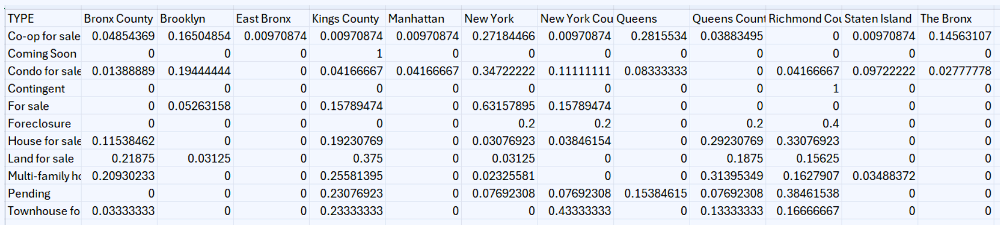 TYPE Bronx County Brooklyn East Bronx Kings County Manhattan New York New York Cou Queens Queens Count Richmond Cou Staten Island The Bronx
Co-op for sale 0.04854369 0.16504854 0.00970874 0.00970874 0.00970874 0.27184466 0.00970874 0.2815534 0.03883495 0 0.00970874 0.14563107
Coming Soon 0 0 0 1 0 0 0 0 0 0 0 0
Condo for sale 0.01388889 0.19444444 0 0.04166667 0.04166667 0.34722222 0.11111111 0.08333333 0 0.04166667 0.09722222 0.02777778
Contingent 0 0 0 0 0 0 0 0 0 1 0 0
For sale 0 0.05263158 0 0.15789474 0 0.63157895 0.15789474 0 0 0 0 0
Foreclosure 0 0 0 0 0 0.2 0.2 0 0.2 0.4 0 0
House for sale 0.11538462 0 0 0.19230769 0 0.03076923 0.03846154 0 0.29230769 0.33076923 0 0
Land for sale 0.21875 0.03125 0 0.375 0 0.03125 0 0 0.1875 0.15625 0 0
Multi-family ho 0.20930233 0 0 0.25581395 0 0.02325581 0 0 0.31395349 0.1627907 0.03488372 0
Pending 0 0 0 0.23076923 0 0.07692308 0.07692308 0.15384615 0.07692308 0.38461538 0 0
Townhouse fo 0.03333333 0 0 0.23333333 0 0 0.43333333 0 0.13333333 0.16666667 0 0